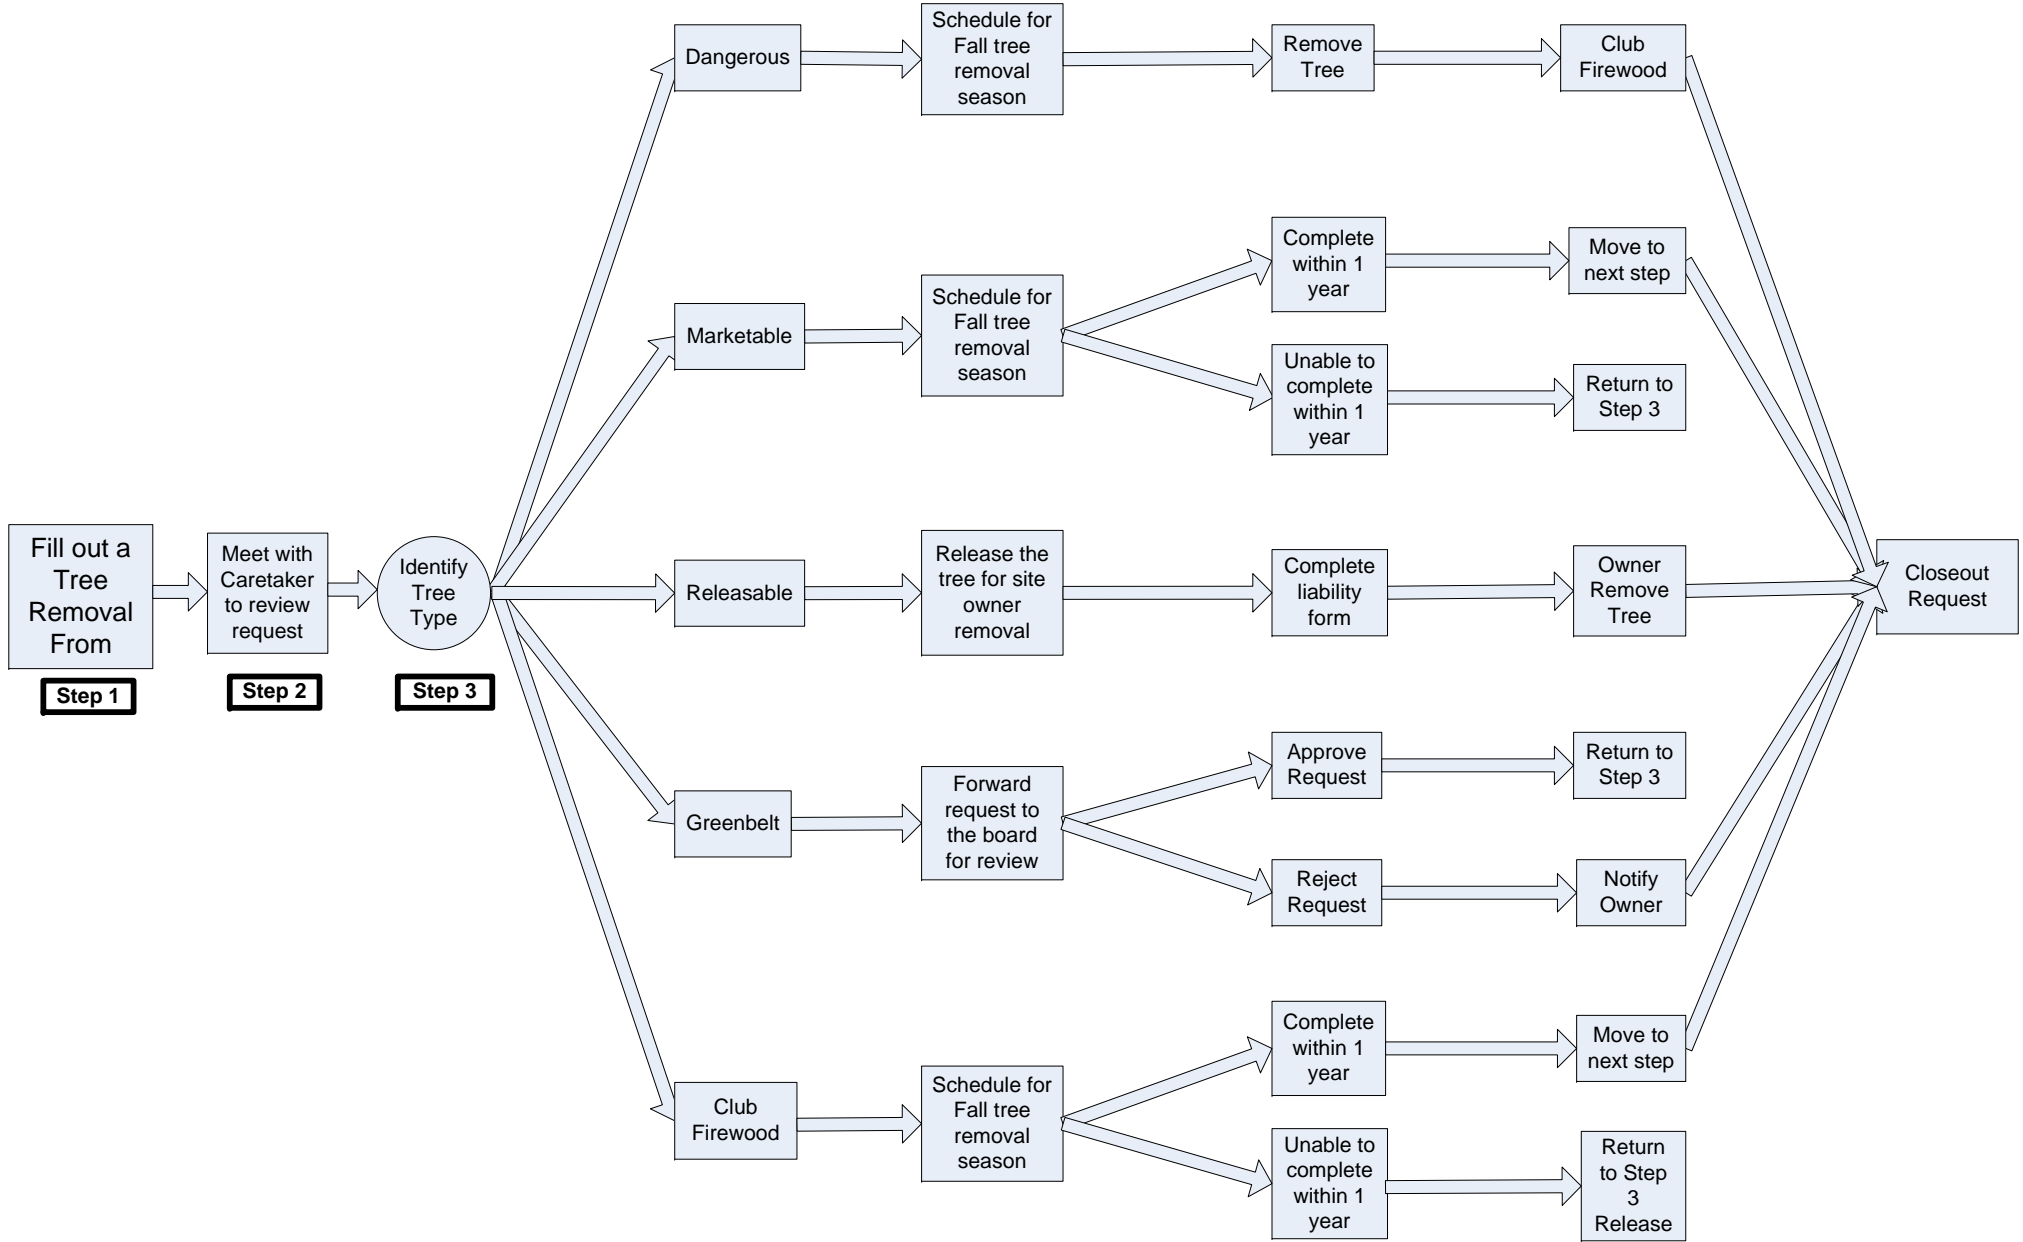 Fill out a
Tree
Removal
From
Step 1
Meet with
Caretaker
to review
request
Step 2
Identify
Tree
Type
Step 3
Dangerous
Schedule for
Fall tree
removal
season
Remove
Tree
Club
Firewood
Marketable
Schedule for
Fall tree
removal
season
Complete
within 1
year
Move to
next step
Unable to
complete
within 1
year
Return to
Step 3
Releasable
Release the
tree for site
owner
removal
Complete
liability
form
Owner
Remove
Tree
Greenbelt
Forward
request to
the board
for review
Approve
Request
Return to
Step 3
Reject
Request
Notify
Owner
Club
Firewood
Schedule for
Fall tree
removal
season
Complete
within 1
year
Move to
next step
Unable to
complete
within 1
year
Return
to Step
3
Release
Closeout
Request